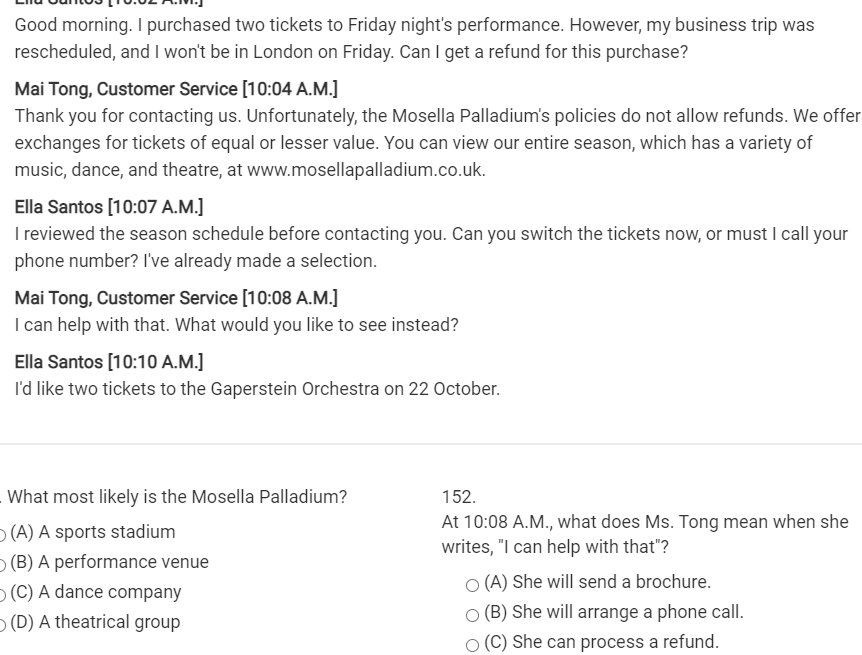 Ella Santos [10:02 A.M.]
Good morning. I purchased two tickets to Friday night's performance. However, my business trip was
rescheduled, and I won't be in London on Friday. Can I get a refund for this purchase?
Mai Tong, Customer Service [10:04 A.M.]
Thank you for contacting us. Unfortunately, the Mosella Palladium's policies do not allow refunds. We offer
exchanges for tickets of equal or lesser value. You can view our entire season, which has a variety of
music, dance, and theatre, at www.mosellapalladium.co.uk.
Ella Santos [10:07 A.M.]
I reviewed the season schedule before contacting you. Can you switch the tickets now, or must I call your
phone number? I've already made a selection.
Mai Tong, Customer Service [10:08 A.M.]
I can help with that. What would you like to see instead?
Ella Santos [10:10 A.M.]
I'd like two tickets to the Gaperstein Orchestra on 22 October.
. What most likely is the Mosella Palladium?
(A) A sports stadium
(B) A performance venue
(C) A dance company
(D) A theatrical group
152.
At 10:08 A.M., what does Ms. Tong mean when she
writes, "I can help with that"?
(A) She will send a brochure.
(B) She will arrange a phone call.
(C) She can process a refund.